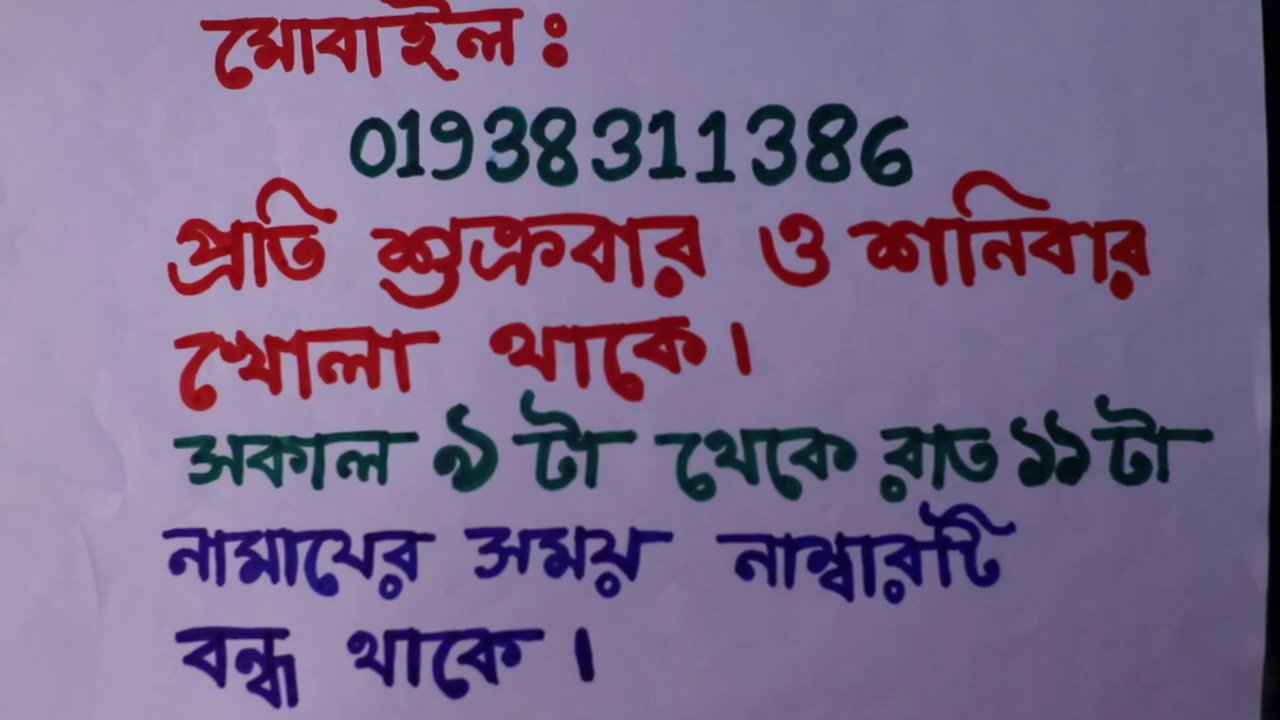 মোবাইল:
01938311386
প্রতি শুক্রবার ও শনিবার
খোলা থাকে।
সকাল ৯ টা থেকে রাত ১১ টা
নামাযের সময় নাম্বারটি
বন্ধ থাকে।